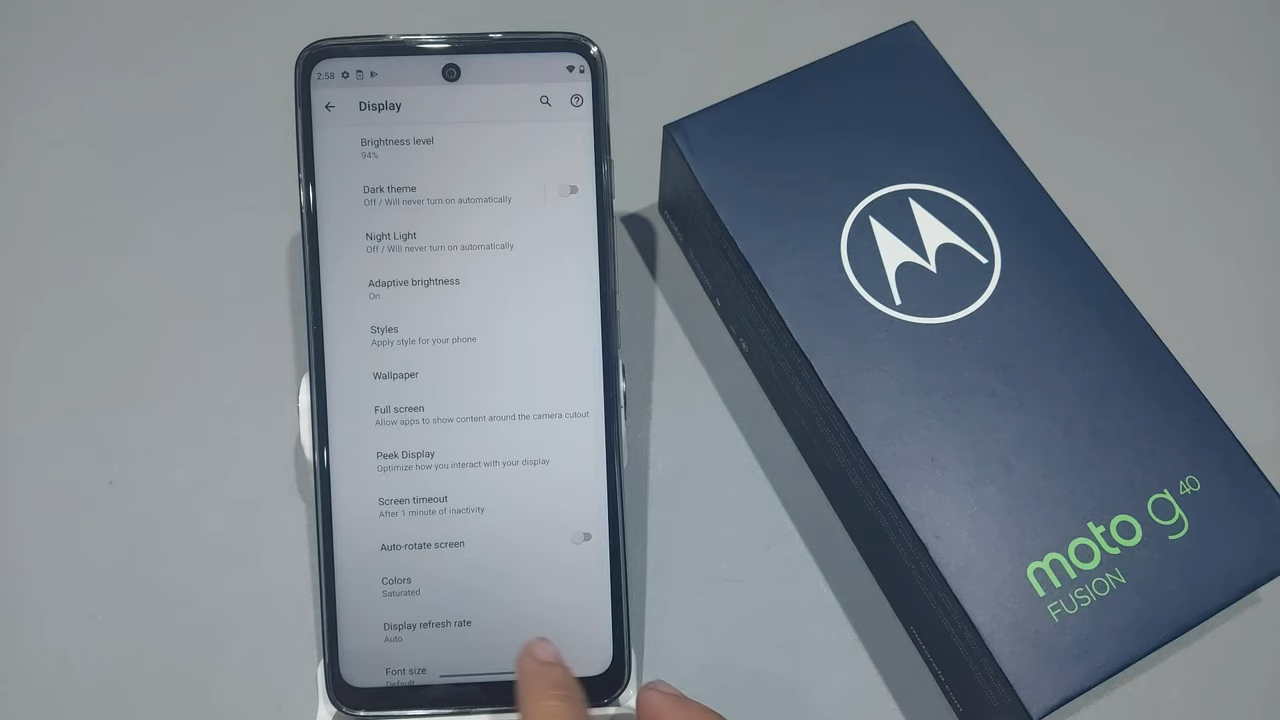 2:58
Display
Brightness level
94%
Dark theme
Off / Will never turn on automatically
Night Light
Off / Will never turn on automatically
Adaptive brightness
On
Styles
Apply style for your phone
Wallpaper
Full screen
Allow apps to show content around the camera cutout
Peek Display
Optimize how you interact with your display
Screen timeout
After 1 minute of inactivity
Auto-rotate screen
Colors
Saturated
Display refresh rate
Auto
Font size
Default
moto g40
FUSION
motorola.com